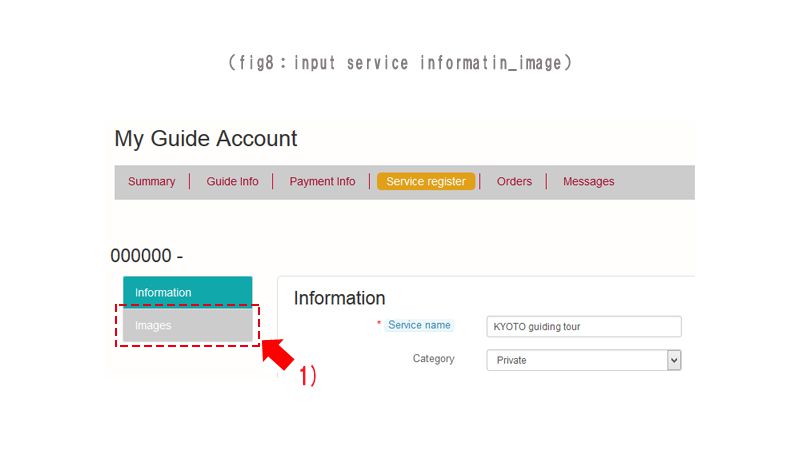 (fig8：input service informatin_image)
My Guide Account
Summary Guide Info Payment Info Service register Orders Messages
000000 -
Information
Images
1)
Information
* Service name KYOTO guiding tour
Category Private